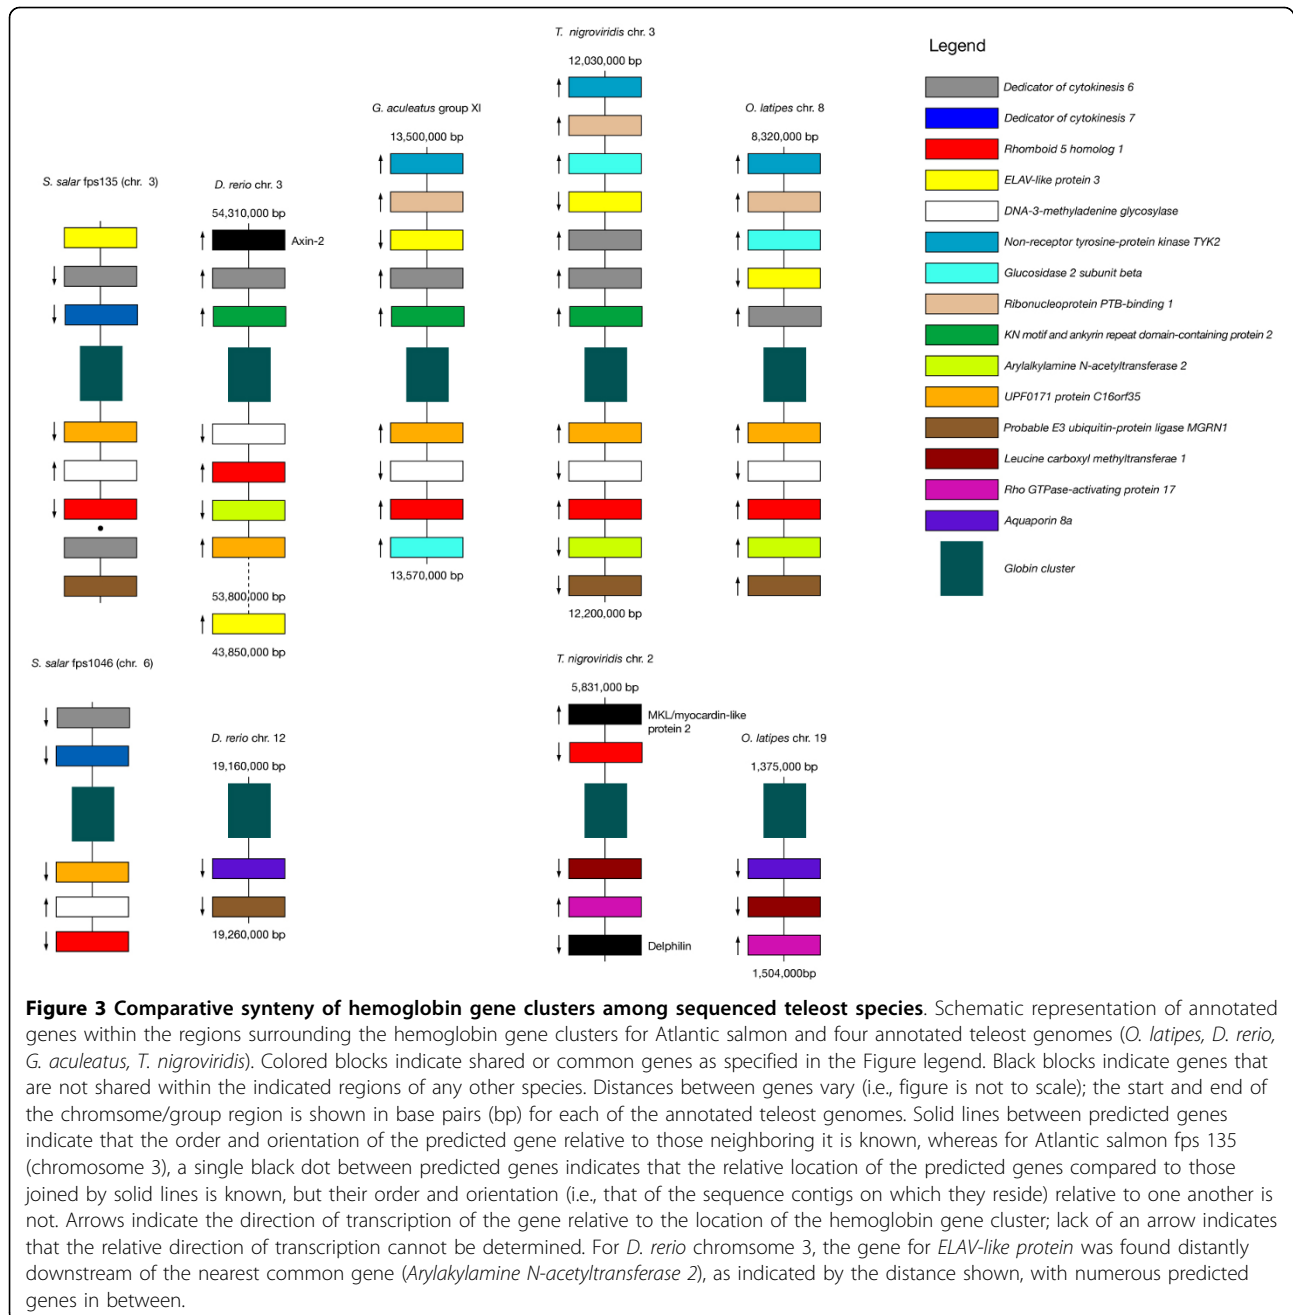 T. nigroviridis chr. 3
12,030,000 bp
G. aculeatus group XI
13,500,000 bp
O. latipes chr. 8
8,320,000 bp
S. salar fps135 (chr. 3)
D. rerio chr. 3
54,310,000 bp
Axin-2
53,800,000 bp
43,850,000 bp
13,570,000 bp
12,200,000 bp
Legend
Dedicator of cytokinesis 6
Dedicator of cytokinesis 7
Rhomboid 5 homolog 1
ELAV-like protein 3
DNA-3-methyladenine glycosylase
Non-receptor tyrosine-protein kinase TYK2
Glucosidase 2 subunit beta
Ribonucleoprotein PTB-binding 1
KN motif and ankyrin repeat domain-containing protein 2
Arylalkylamine N-acetyltransferase 2
UPF0171 protein C16orf35
Probable E3 ubiquitin-protein ligase MGRN1
Leucine carboxyl methyltransferae 1
Rho GTPase-activating protein 17
Aquaporin 8a
Globin cluster
S. salar fps1046 (chr. 6)
D. rerio chr. 12
19,160,000 bp
19,260,000 bp
T. nigroviridis chr. 2
5,831,000 bp
MKL/myocardin-like
protein 2
Delphilin
O. latipes chr. 19
1,375,000 bp
1,504,000bp
Figure 3 Comparative synteny of hemoglobin gene clusters among sequenced teleost species. Schematic representation of annotated
genes within the regions surrounding the hemoglobin gene clusters for Atlantic salmon and four annotated teleost genomes (O. latipes, D. rerio,
G. aculeatus, T. nigroviridis). Colored blocks indicate shared or common genes as specified in the Figure legend. Black blocks indicate genes that
are not shared within the indicated regions of any other species. Distances between genes vary (i.e., figure is not to scale); the start and end of
the chromsome/group region is shown in base pairs (bp) for each of the annotated teleost genomes. Solid lines between predicted genes
indicate that the order and orientation of the predicted gene relative to those neighboring it is known, whereas for Atlantic salmon fps 135
(chromosome 3), a single black dot between predicted genes indicates that the relative location of the predicted genes compared to those
joined by solid lines is known, but their order and orientation (i.e., that of the sequence contigs on which they reside) relative to one another is
not. Arrows indicate the direction of transcription of the gene relative to the location of the hemoglobin gene cluster; lack of an arrow indicates
that the relative direction of transcription cannot be determined. For D. rerio chromsome 3, the gene for ELAV-like protein was found distantly
downstream of the nearest common gene (Arylakylamine N-acetyltransferase 2), as indicated by the distance shown, with numerous predicted
genes in between.